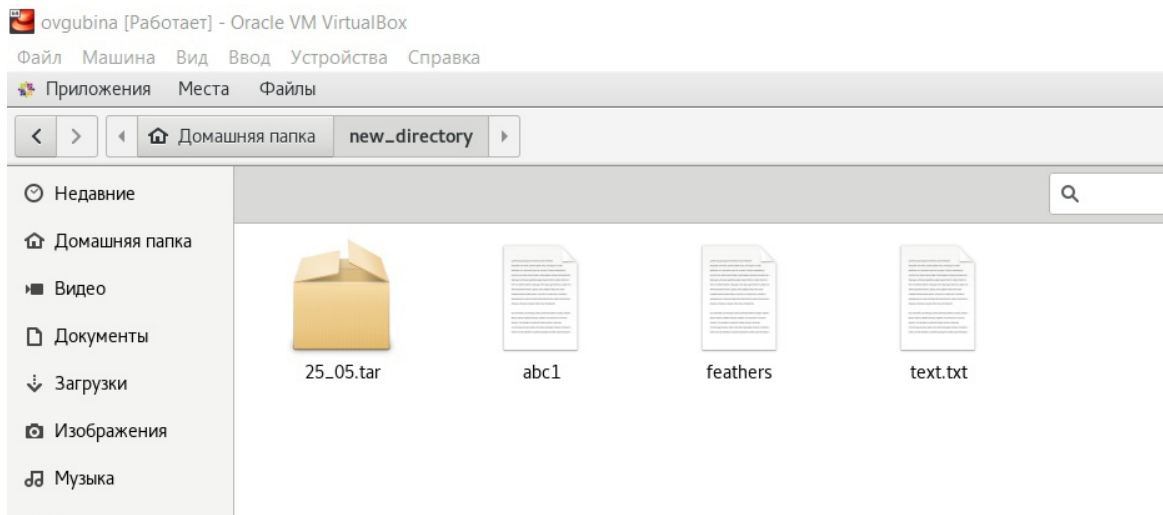 ovgubina [Работает] - Oracle VM VirtualBox
Файл Машина Вид Ввод Устройства Справка
Приложения Места Файлы
Домашняя папка new_directory
Недавние
Домашняя папка
Видео
Документы
Загрузки
Изображения
Музыка
25_05.tar abc1 feathers text.txt